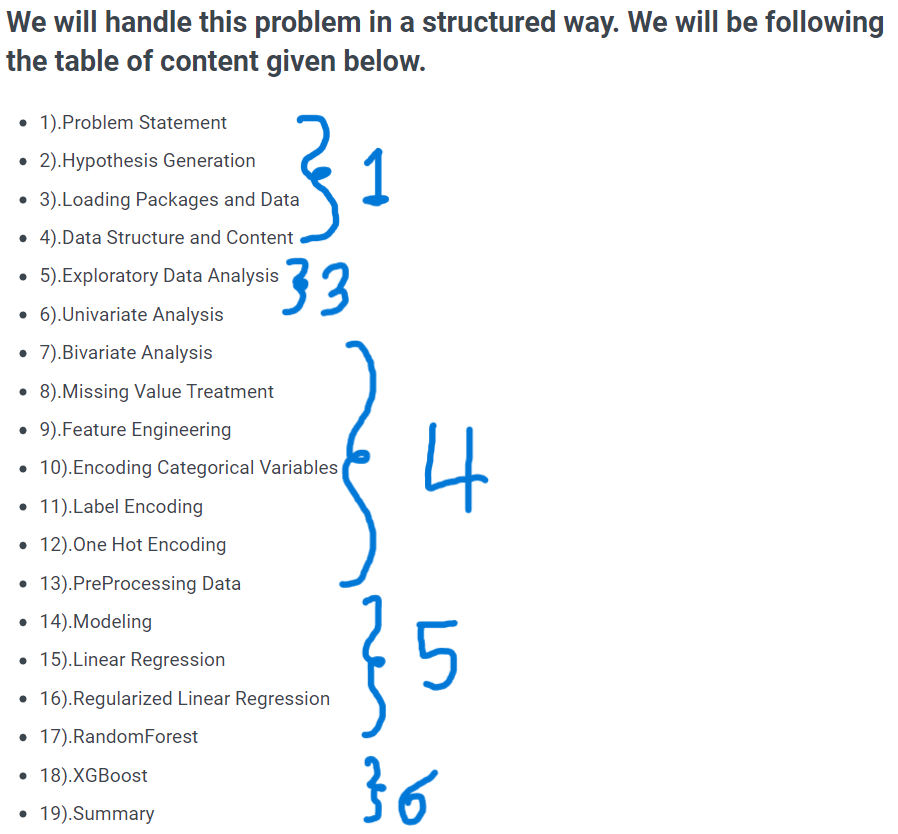 We will handle this problem in a structured way. We will be following
the table of content given below.
1).Problem Statement
2).Hypothesis Generation
1
3).Loading Packages and Data
4).Data Structure and Content
5).Exploratory Data Analysis
3
6).Univariate Analysis
7).Bivariate Analysis
8).Missing Value Treatment
9).Feature Engineering
10).Encoding Categorical Variables
4
11).Label Encoding
12).One Hot Encoding
13).PreProcessing Data
14).Modeling
15).Linear Regression
5
16).Regularized Linear Regression
17).RandomForest
18).XGBoost
19).Summary
6